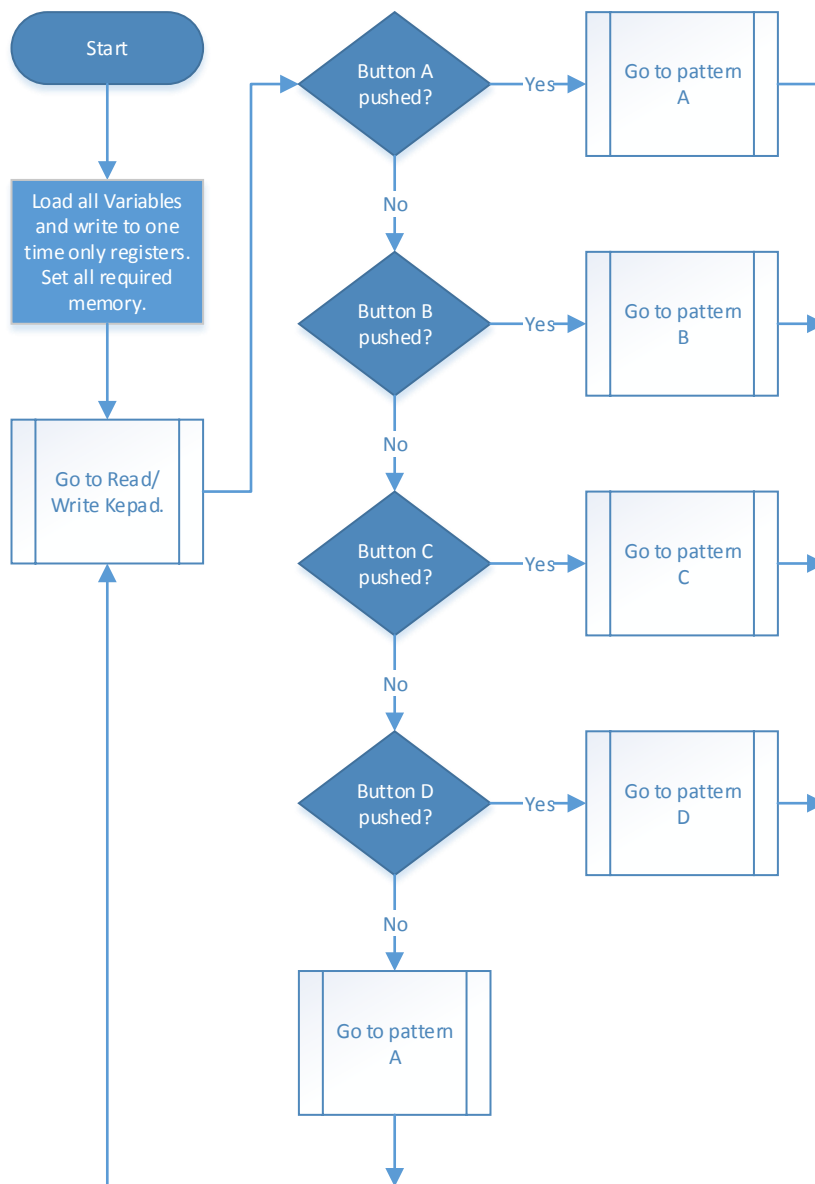 Start
Load all Variables
and write to one
time only registers.
Set all required
memory.
Go to Read/
Write Kepad.
Button A
pushed?
Yes
Go to pattern
A
No
Button B
pushed?
Yes
Go to pattern
B
No
Button C
pushed?
Yes
Go to pattern
C
No
Button D
pushed?
Yes
Go to pattern
D
No
Go to pattern
A